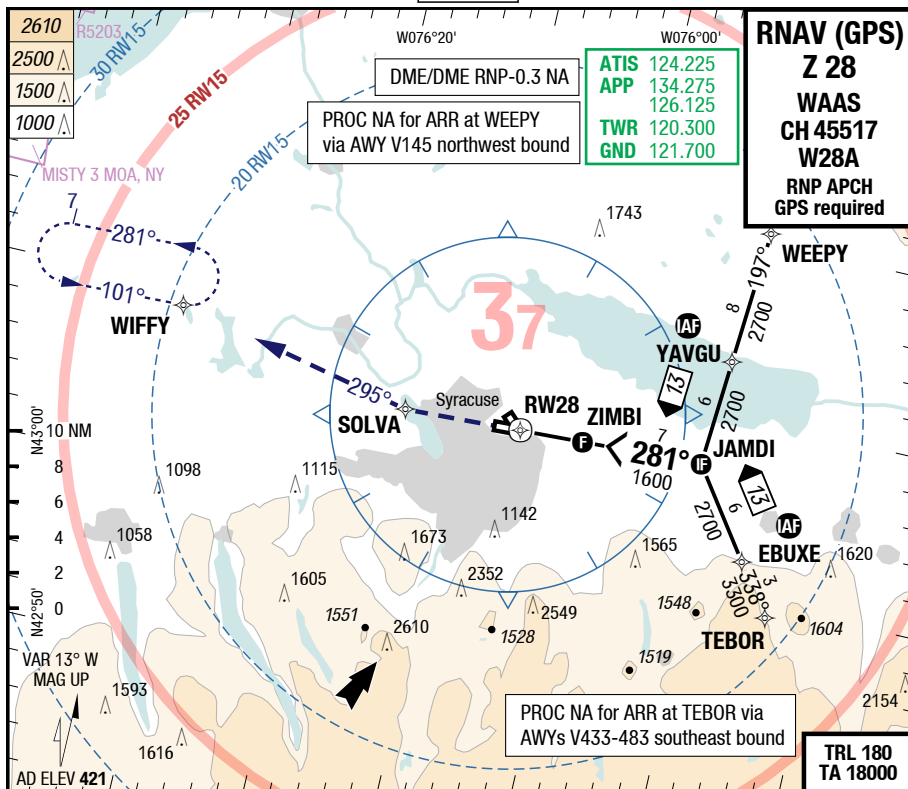 2610
2500
1500
1000
R5203
30 RW15
25 RW15
20 RW15
MISTY 3 MOA, NY
W076°20'
W076°00'
DME/DME RNP-0.3 NA
PROC NA for ARR at WEEPY
via AWY V145 northwest bound
ATIS 124.225
APP 134.275
126.125
TWR 120.300
GND 121.700
RNAV (GPS)
Z 28
WAAS
CH 45517
W28A
RNP APCH
GPS required
7
281°
101°
WIFFY
1743
37
WEEPY
197°
8
2700
IAF
YAVGU
13
6
2700
295°
SOLVA
Syracuse
RW28
ZIMBI
F
7
281°
1600
IF
JAMDI
13
6
2700
IAF
EBUXE
3
338°
3300
TEBOR
N43°00'
10 NM
8
6
4
2
0
N42°50'
1098
1115
1058
1142
1673
1565
1620
1605
2352
2549
1551
2610
1528
1548
1604
1519
VAR 13° W
MAG UP
1593
1616
2154
AD ELEV 421
PROC NA for ARR at TEBOR via
AWYs V433-483 southeast bound
TRL 180
TA 18000